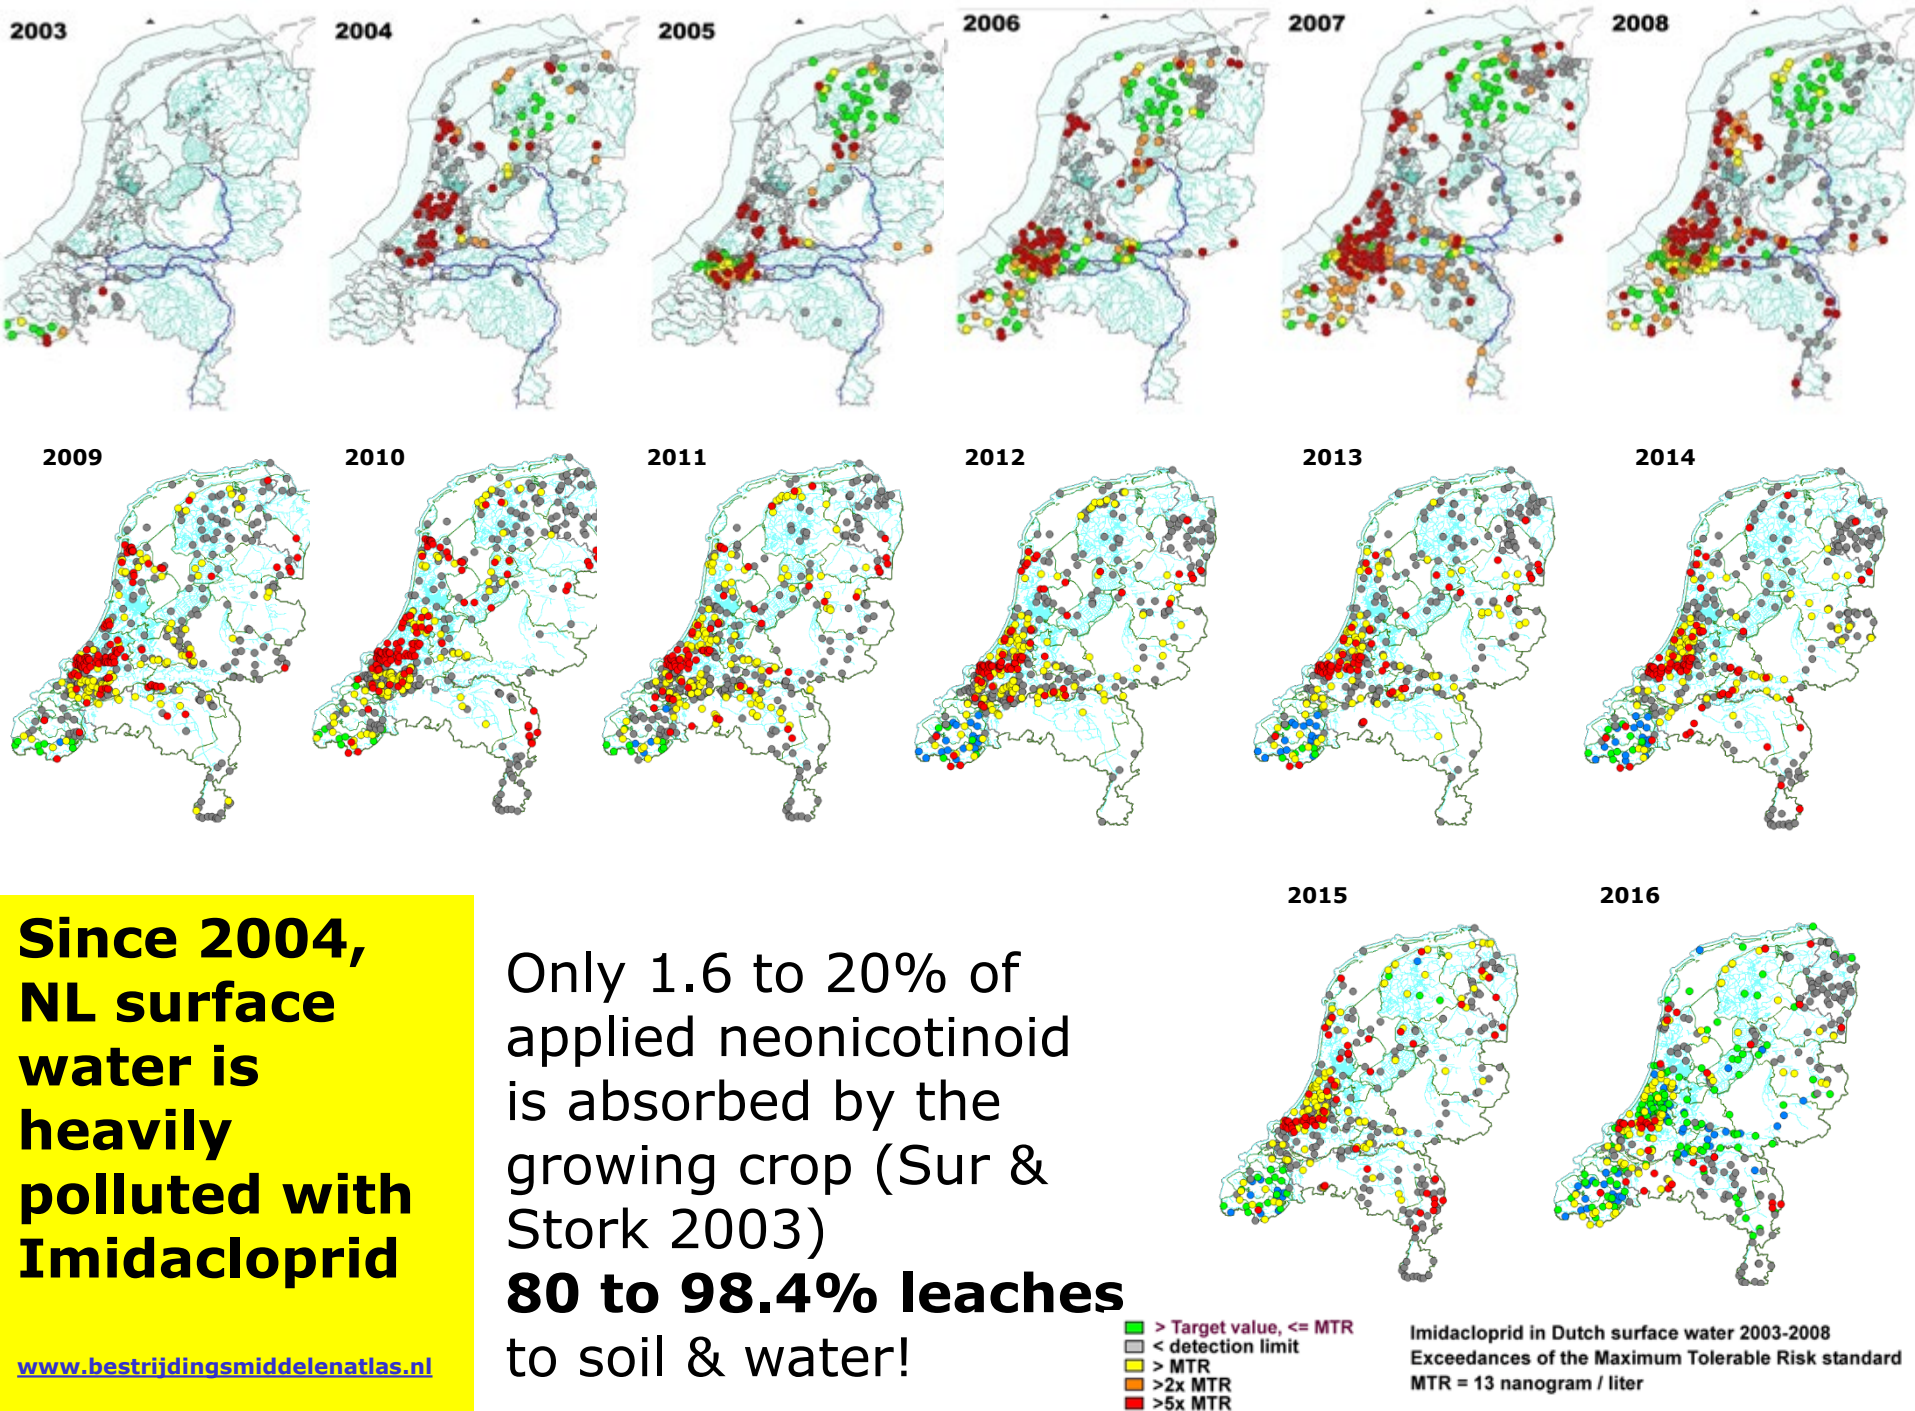 2003
2004
2005
2006
2007
2008
2009
2010
2011
2012
2013
2014
2015
2016
Since 2004,
NL surface
water is
heavily
polluted with
Imidacloprid
www.bestrijdingsmiddelenatlas.nl
Only 1.6 to 20% of
applied neonicotinoid
is absorbed by the
growing crop (Sur &
Stork 2003)
80 to 98.4% leaches
to soil & water!
> Target value, <= MTR
< detection limit
> MTR
>2x MTR
>5x MTR
Imidacloprid in Dutch surface water 2003-2008
Exceedances of the Maximum Tolerable Risk standard
MTR = 13 nanogram / liter